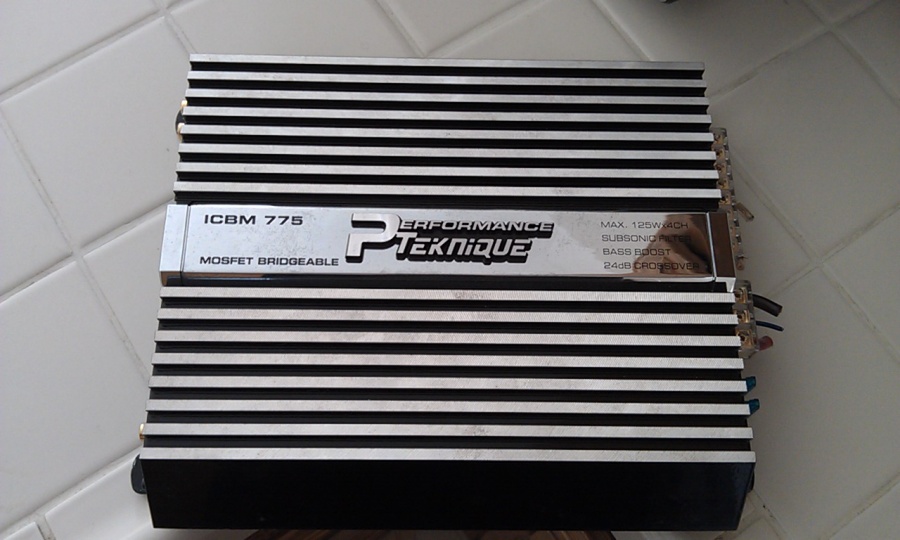 ICBM 775
MOSFET BRIDGEABLE
PERFORMANCE
TEKNIQUE
MAX. 125Wx4CH
SUBSONIC FILTER
BASS BOOST
24dB CROSSOVER